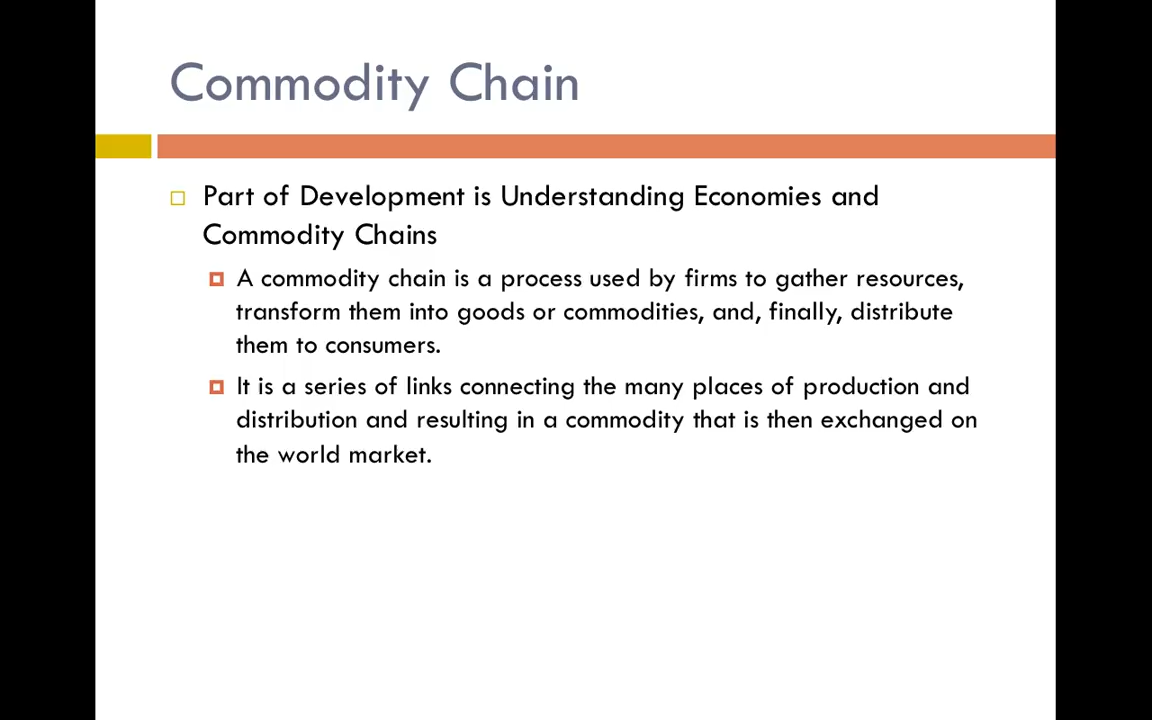 Commodity Chain
Part of Development is Understanding Economies and
Commodity Chains
A commodity chain is a process used by firms to gather resources,
transform them into goods or commodities, and, finally, distribute
them to consumers.
It is a series of links connecting the many places of production and
distribution and resulting in a commodity that is then exchanged on
the world market.